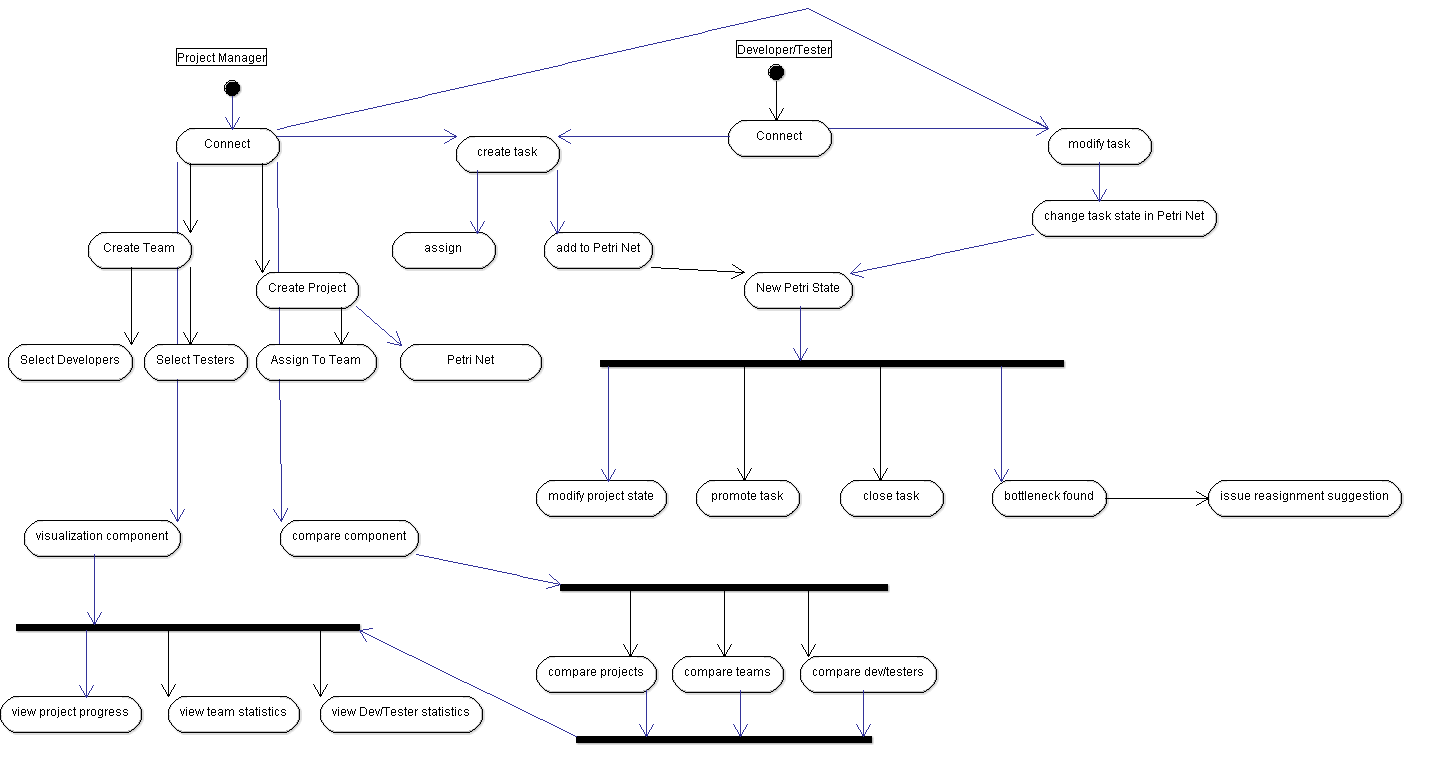 Project Manager
Developer/Tester
Connect
Connect
create task
modify task
change task state in Petri Net
Create Team
assign
add to Petri Net
Create Project
New Petri State
Select Developers
Select Testers
Assign To Team
Petri Net
modify project state
promote task
close task
bottleneck found
issue reasignment suggestion
visualization component
compare component
compare projects
compare teams
compare dev/testers
view project progress
view team statistics
view Dev/Tester statistics